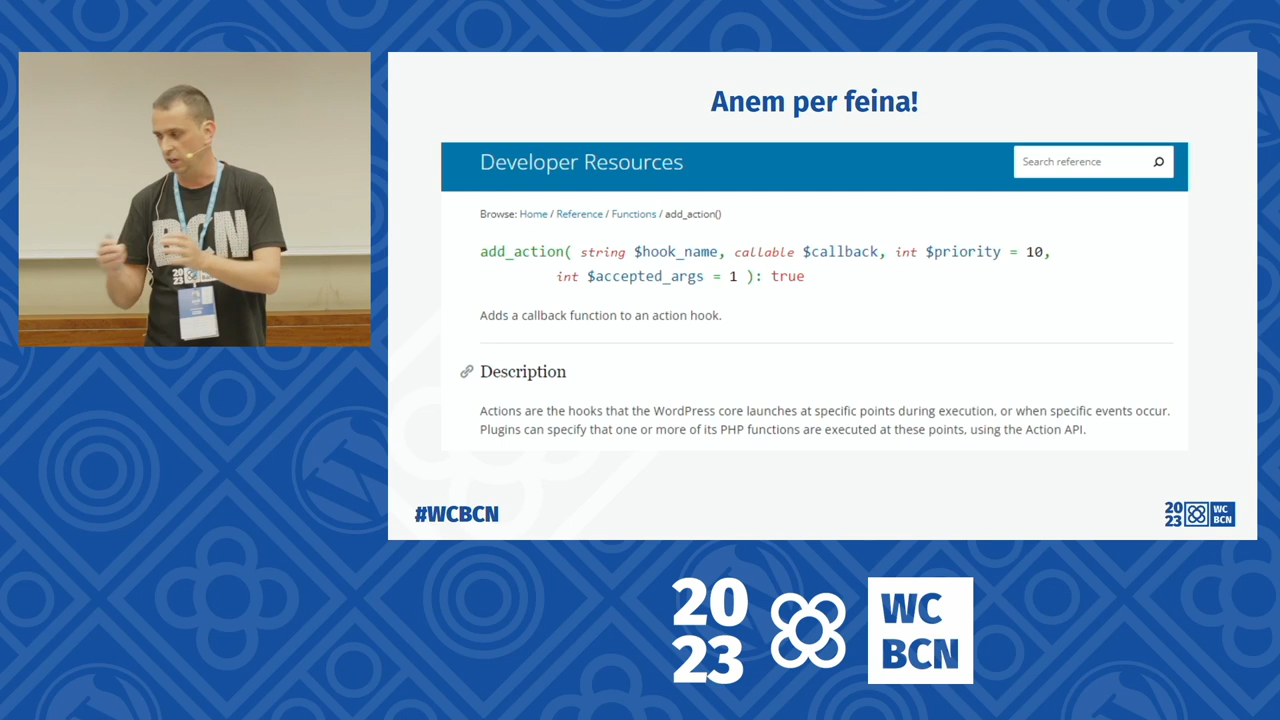 Anem per feina!
Developer Resources
Search reference
Browse: Home / Reference / Functions / add_action()
add_action( string $hook_name, callable $callback, int $priority = 10,
int $accepted_args = 1 ): true
Adds a callback function to an action hook.
Description
Actions are the hooks that the WordPress core launches at specific points during execution, or when specific events occur.
Plugins can specify that one or more of its PHP functions are executed at these points, using the Action API.
#WCBCN
20
23
WC
BCN
BCN
20
23
20
23
WC
BCN